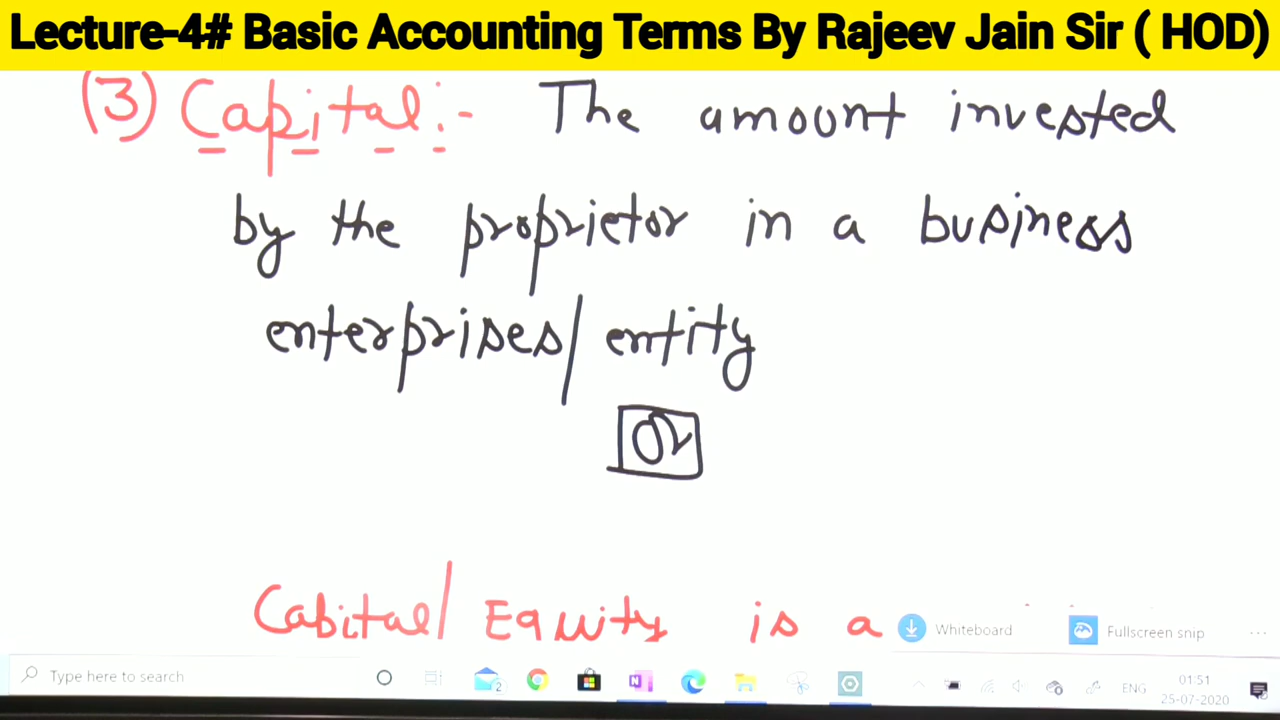 Lecture-4# Basic Accounting Terms By Rajeev Jain Sir ( HOD)
(3) Capital:- The amount invested
by the proprietor in a business
enterprises/ entity
Or
Capital/ Equity is a
Whiteboard
Fullscreen snip
Type here to search
2
ENG
01:51
25-07-2020